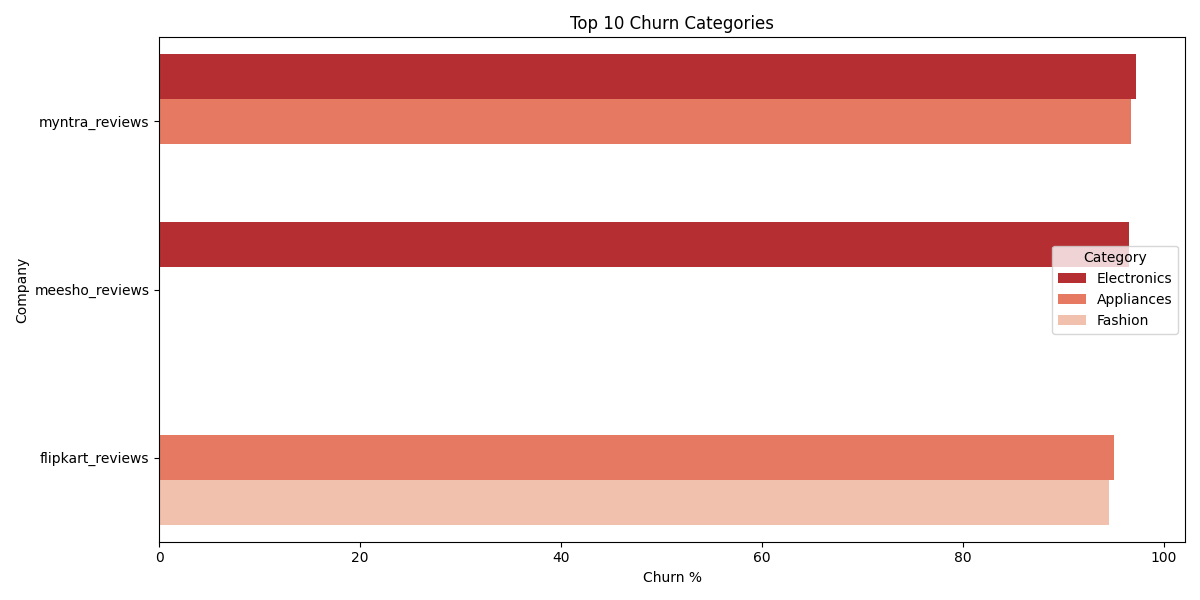 Top 10 Churn Categories
Company
myntra_reviews
meesho_reviews
flipkart_reviews
Category
Electronics
Appliances
Fashion
0 20 40 60 80 100
Churn %